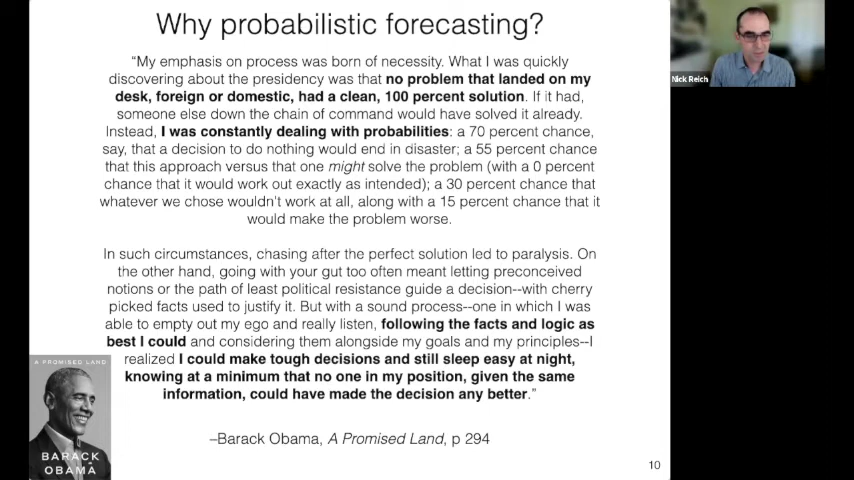 Why probabilistic forecasting?
Nick Reich
“My emphasis on process was born of necessity. What I was quickly
discovering about the presidency was that no problem that landed on my
desk, foreign or domestic, had a clean, 100 percent solution. If it had,
someone else down the chain of command would have solved it already.
Instead, I was constantly dealing with probabilities: a 70 percent chance,
say, that a decision to do nothing would end in disaster; a 55 percent chance
that this approach versus that one might solve the problem (with a 0 percent
chance that it would work out exactly as intended); a 30 percent chance that
whatever we chose wouldn't work at all, along with a 15 percent chance that it
would make the problem worse.
In such circumstances, chasing after the perfect solution led to paralysis. On
the other hand, going with your gut too often meant letting preconceived
notions or the path of least political resistance guide a decision--with cherry
picked facts used to justify it. But with a sound process--one in which I was
able to empty out my ego and really listen, following the facts and logic as
best I could and considering them alongside my goals and my principles--I
realized I could make tough decisions and still sleep easy at night,
knowing at a minimum that no one in my position, given the same
information, could have made the decision any better.”
A PROMISED LAND
BARACK
OBAMA
–Barack Obama, A Promised Land, p 294
10